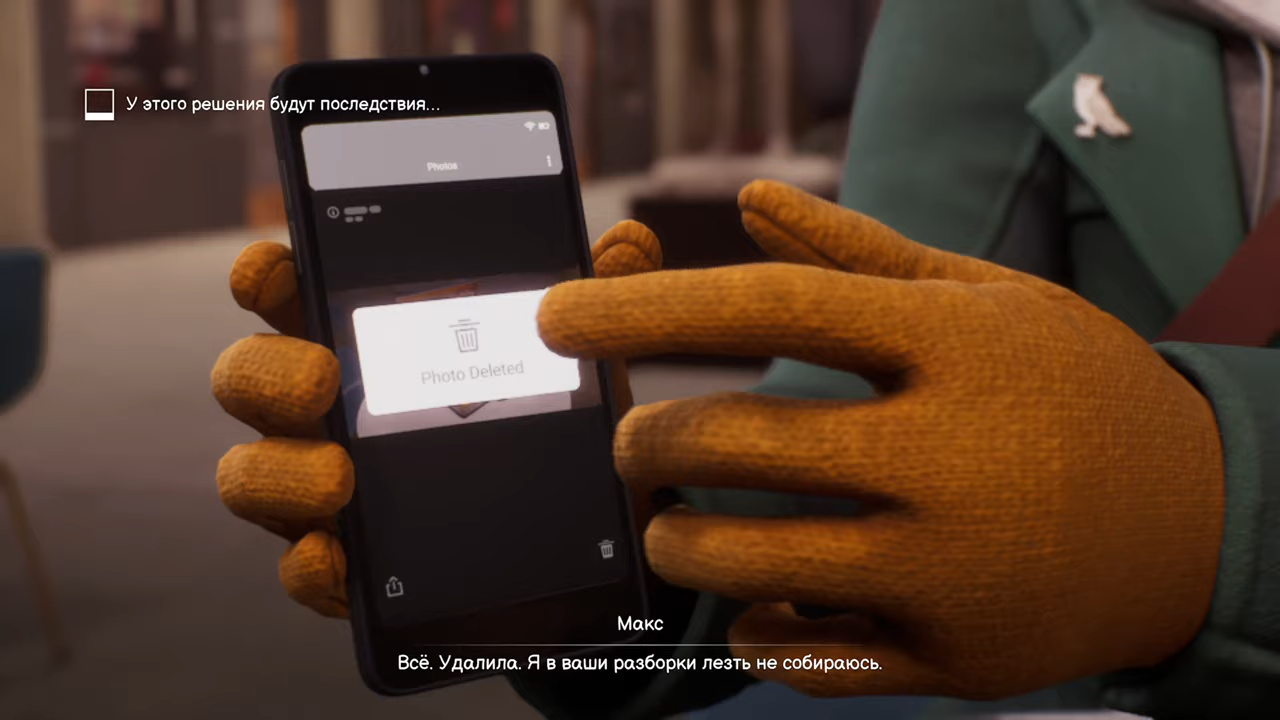 У этого решения будут последствия...
Photos
Photo Deleted
Макс
Всё. Удалила. Я в ваши разборки лезть не собираюсь.